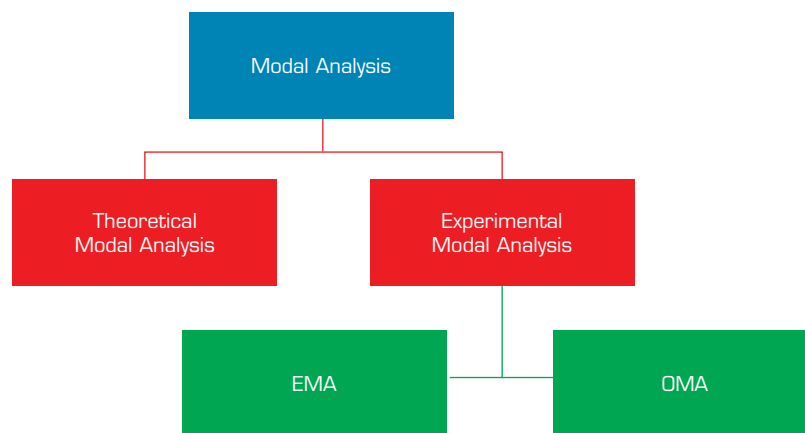 Modal Analysis
Theoretical
Modal Analysis
Experimental
Modal Analysis
EMA
OMA